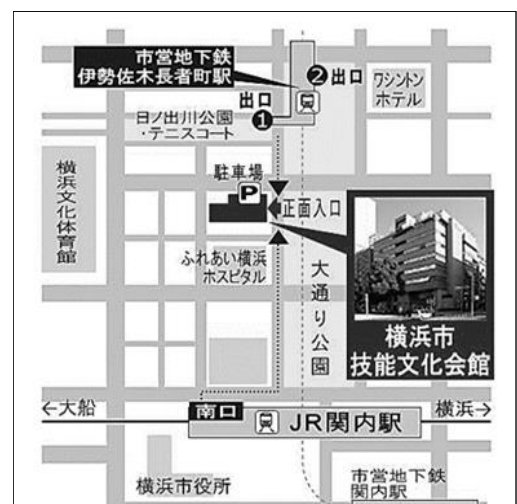 市営地下鉄
伊勢佐木長者町駅
❷出口
ワシントン
ホテル
出口
❶
日ノ出川公園
・テニスコート
横浜文化体育館
駐車場
P
正面入口
ふれあい横浜
ホスピタル
大通り公園
横浜市
技能文化会館
←大船
南口
JR関内駅
横浜→
横浜市役所
市営地下鉄
関内駅